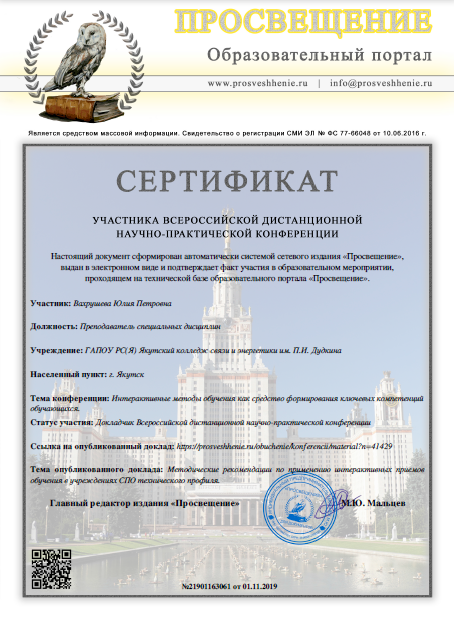 ПРОСВЕЩЕНИЕ
Образовательный портал
www.prosveshhenie.ru | info@prosveshhenie.ru
Является средством массовой информации. Свидетельство о регистрации СМИ ЭЛ № ФС 77-66048 от 10.06.2016 г.
СЕРТИФИКАТ
УЧАСТНИКА ВСЕРОССИЙСКОЙ ДИСТАНЦИОННОЙ
НАУЧНО-ПРАКТИЧЕСКОЙ КОНФЕРЕНЦИИ
Настоящий документ сформирован автоматически системой сетевого издания «Просвещение»,
выдан в электронном виде и подтверждает факт участия в образовательном мероприятии,
проходящем на технической базе образовательного портала «Просвещение».
Участник: Вахрушева Юлия Петровна
Должность: Преподаватель специальных дисциплин
Учреждение: ГАПОУ РС(Я) Якутский колледж связи и энергетики им. П.И. Дудкина
Населенный пункт: г. Якутск
Тема конференции: Интерактивные методы обучения как средство формирования ключевых компетенций
обучающихся.
Статус участия: Докладчик Всероссийской дистанционной научно-практической конференции
Ссылка на опубликованный доклад: https://prosveshhenie.ru/obuchenie/konferencii/material?n=41429
Тема опубликованного доклада: Методические рекомендации по применению интерактивных приемов
обучения в учреждениях СПО технического профиля.
Главный редактор издания «Просвещение» М.Ю. Мальцев
№21901163061 от 01.11.2019